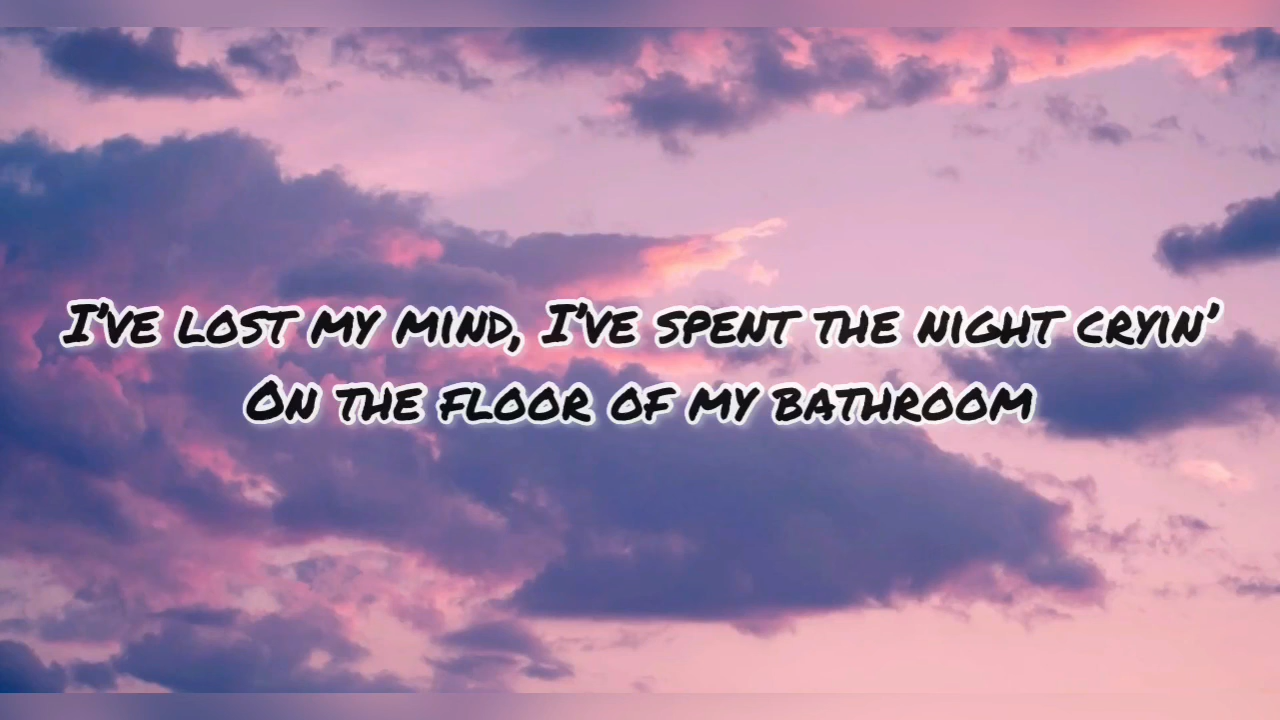 I've lost my mind, I've spent the night cryin'
On the floor of my bathroom